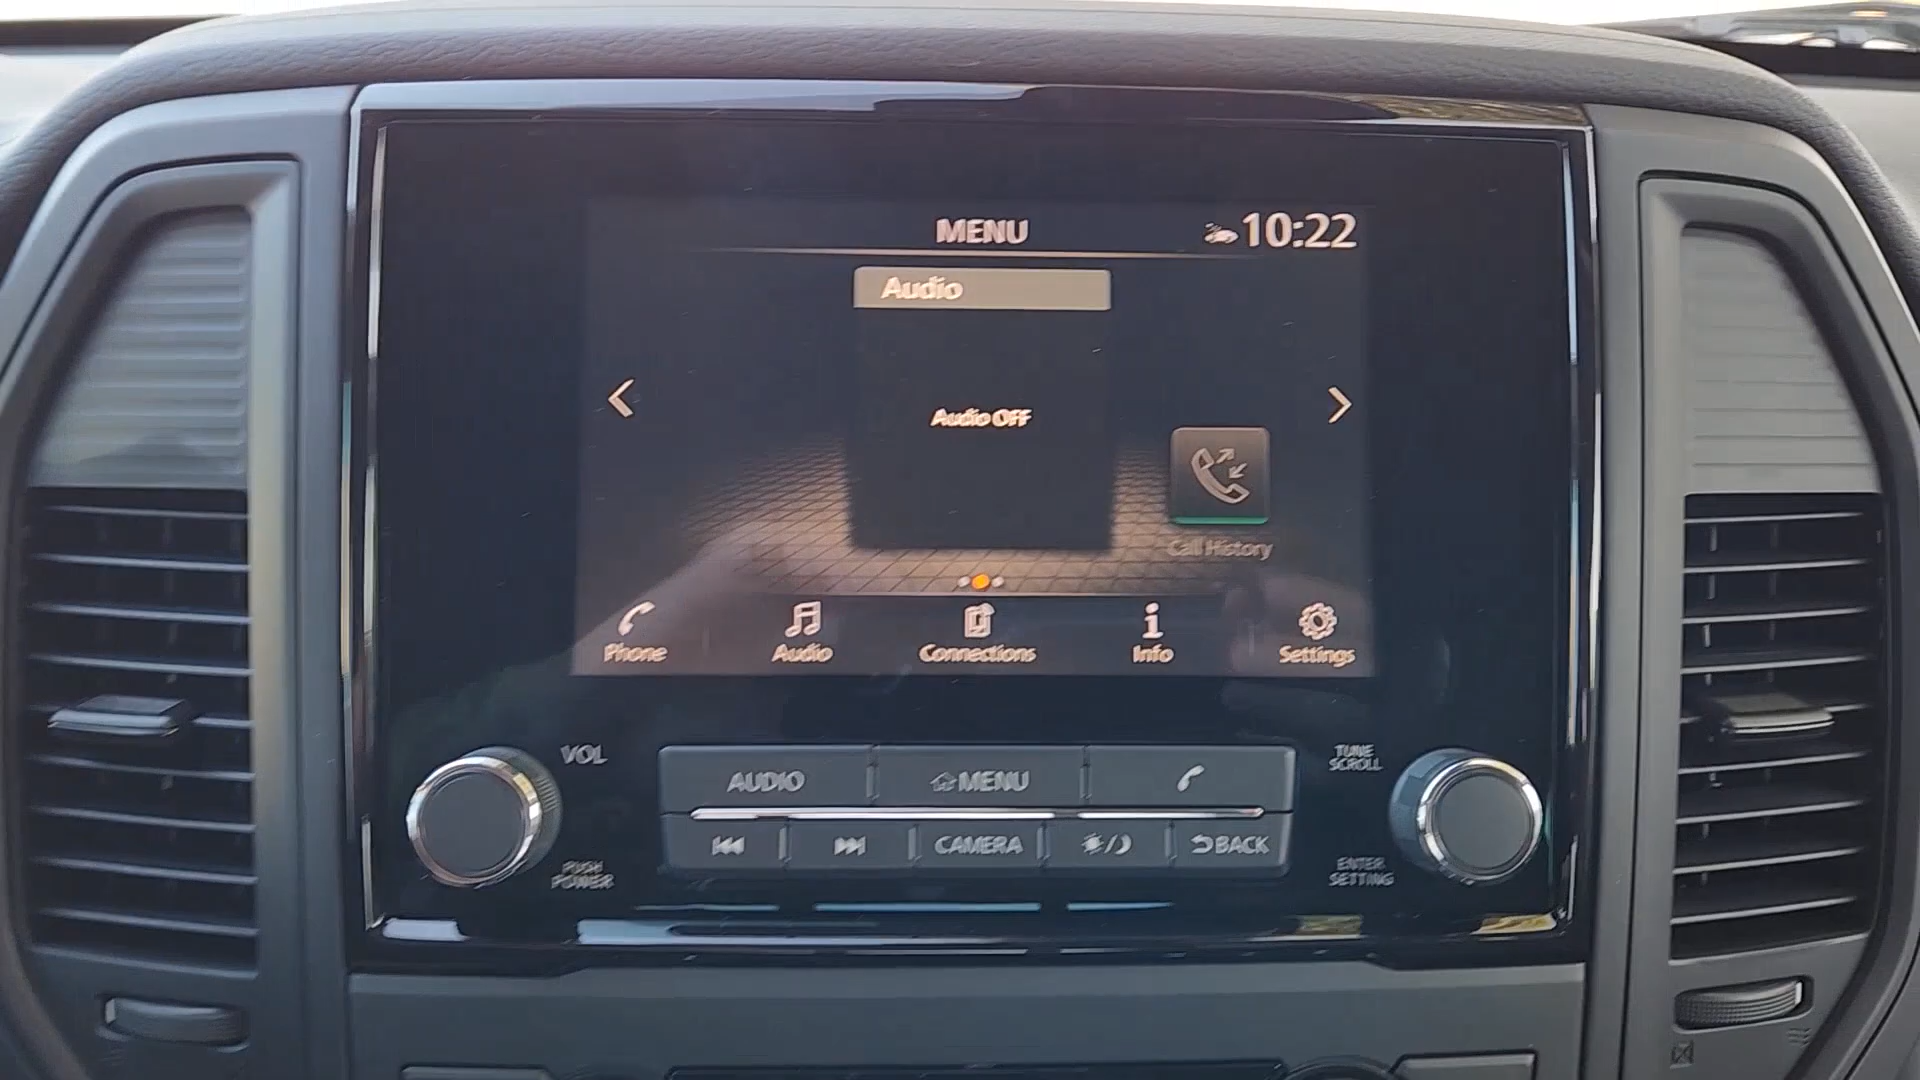 MENU
10:22
Audio
Audio OFF
Call History
Phone
Audio
Connections
Info
Settings
VOL
AUDIO
MENU
TUNE
SCROLL
PUSH
POWER
CAMERA
BACK
ENTER
SETTING